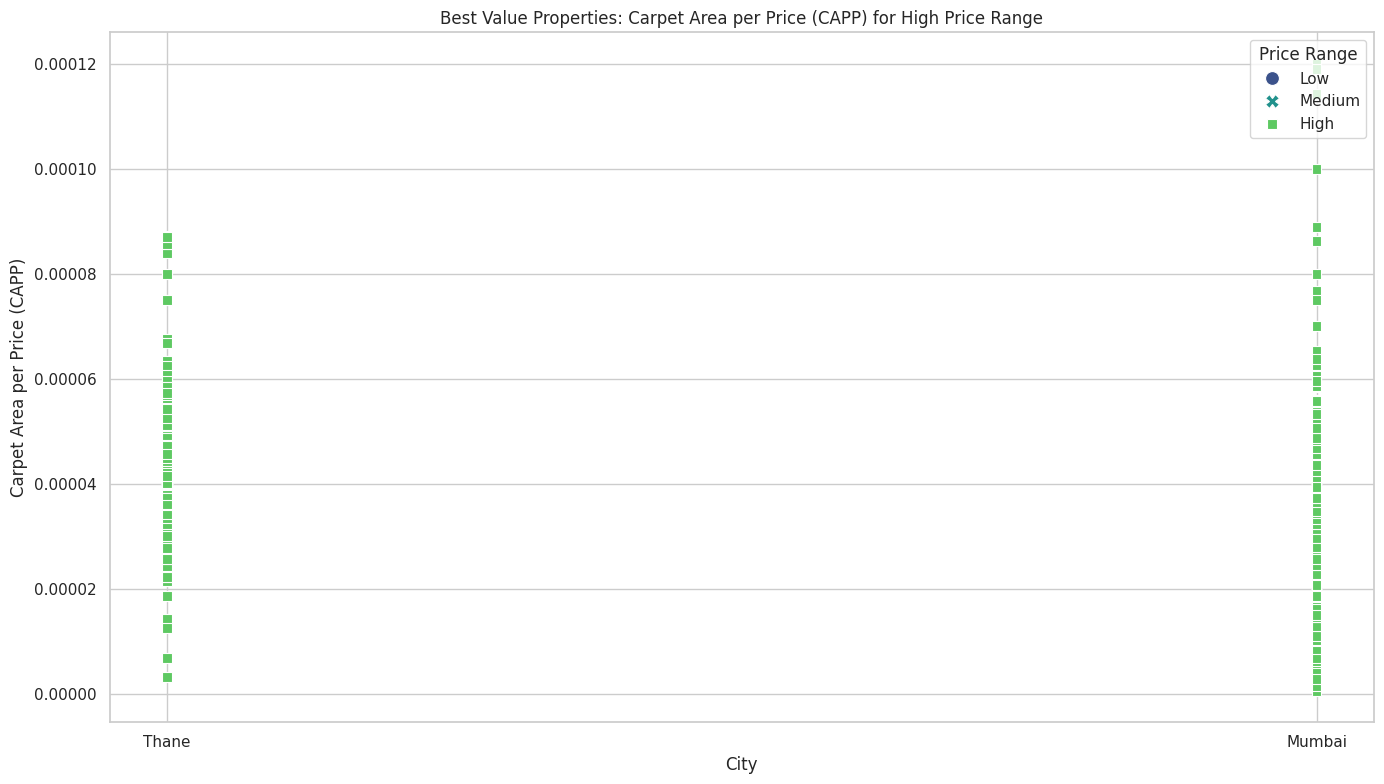 Best Value Properties: Carpet Area per Price (CAPP) for High Price Range
Price Range
Low
Medium
High
0.00012
0.00010
0.00008
0.00006
0.00004
0.00002
0.00000
Carpet Area per Price (CAPP)
Thane
Mumbai
City